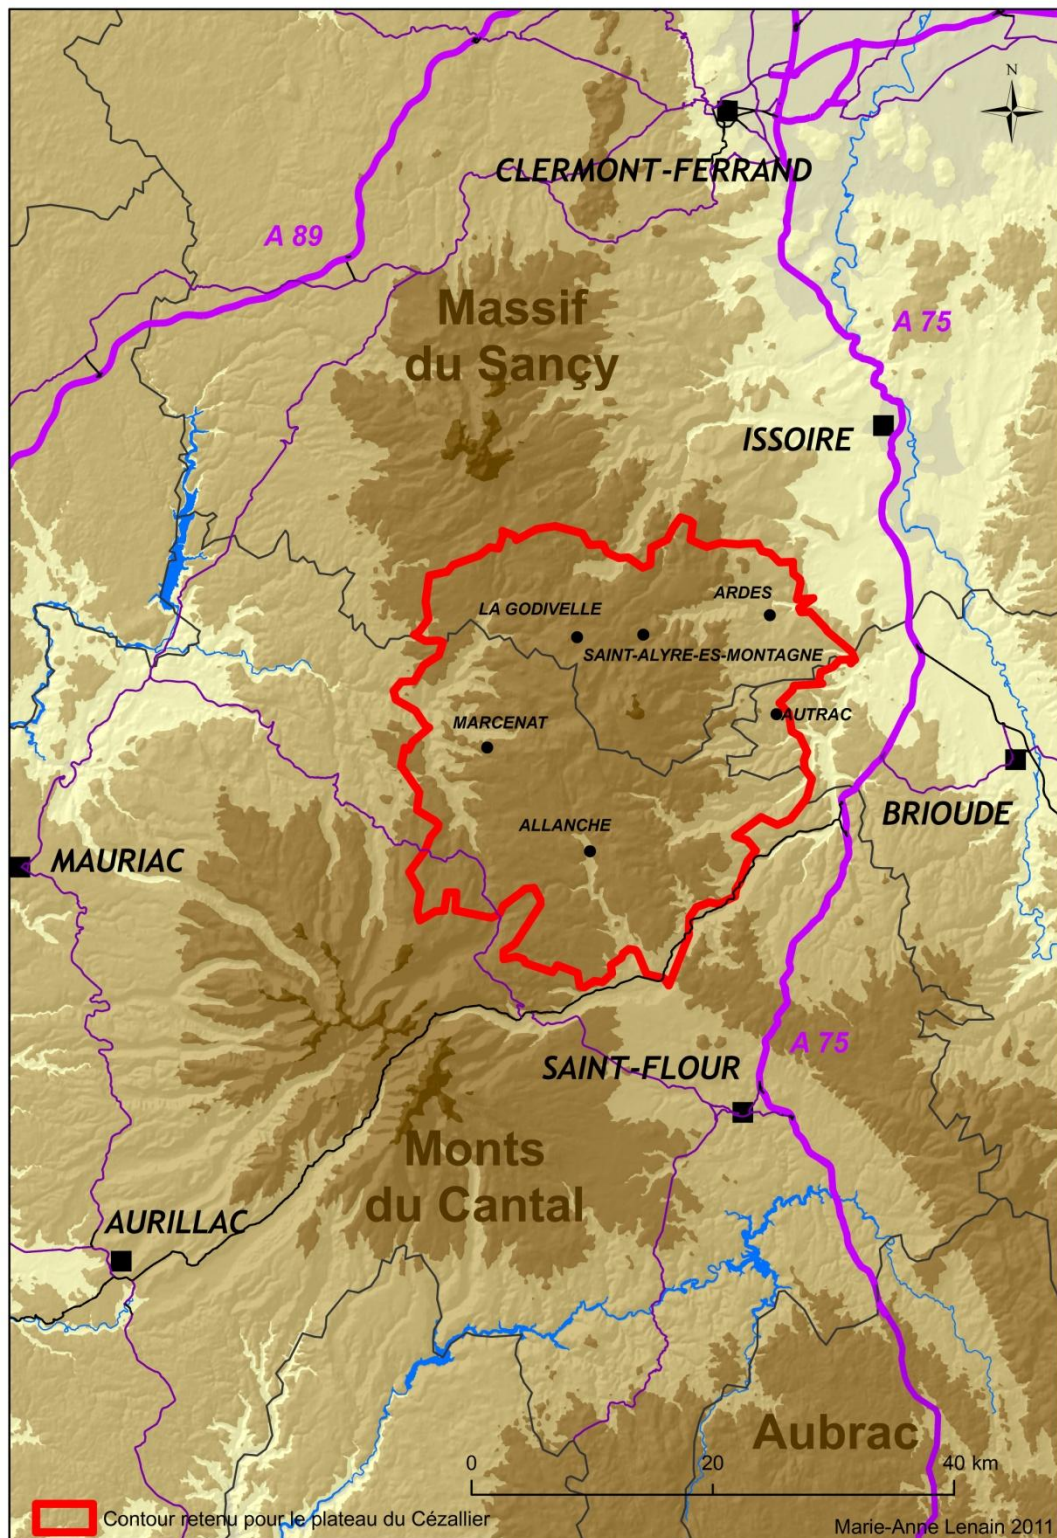 N
CLERMONT-FERRAND
A 89
Massif
du Sançy
A 75
ISSOIRE
ARDES
LA GODIVELLE
SAINT-ALYRE-ES-MONTAGNE
MARCENAT
AUTRAC
BRIOUDE
ALLANCHE
MAURIAC
A 75
SAINT-FLOUR
Monts
du Cantal
AURILLAC
Aubrac
0 20 40 km
Contour retenu pour le plateau du Cézallier
Marie-Anne Lenain 2011